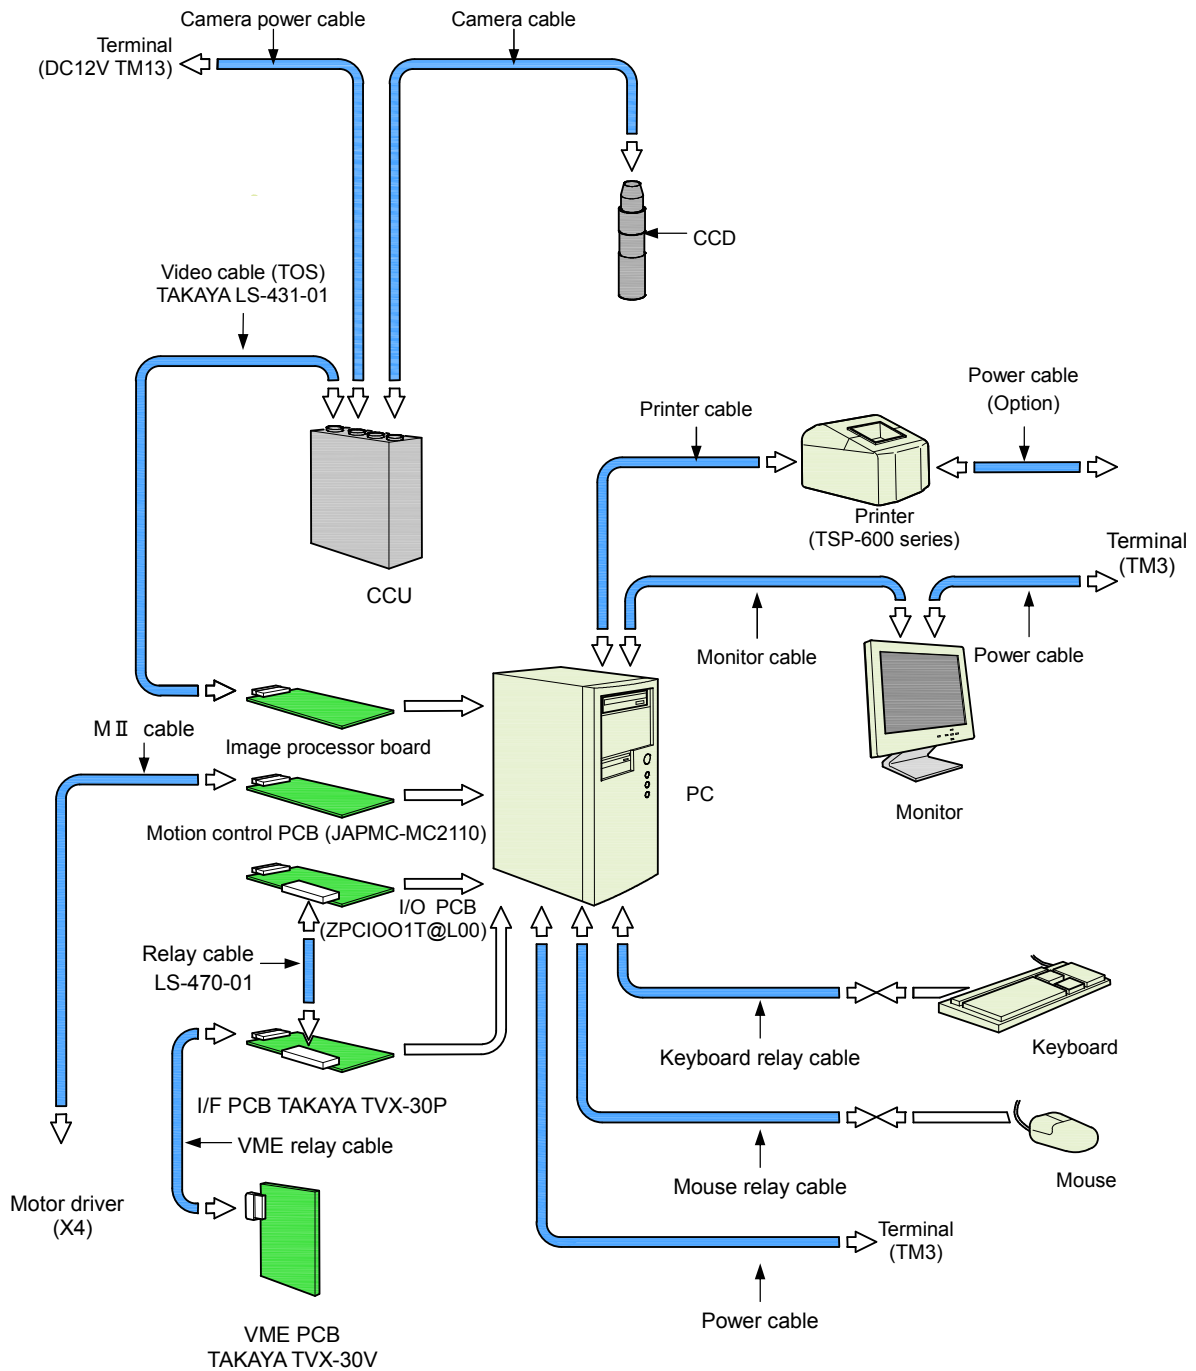 Camera power cable
Camera cable
Terminal
(DC12V TM13)
CCD
Video cable (TOS)
TAKAYA LS-431-01
Power cable
(Option)
Printer cable
Printer
(TSP-600 series)
Terminal
(TM3)
CCU
Monitor cable
Power cable
M Ⅱ cable
Image processor board
PC
Monitor
Motion control PCB (JAPMC-MC2110)
I/O PCB
(ZPCIOO1T@L00)
Relay cable
LS-470-01
Keyboard relay cable
Keyboard
I/F PCB TAKAYA TVX-30P
VME relay cable
Mouse relay cable
Mouse
Motor driver
(X4)
Terminal
(TM3)
Power cable
VME PCB
TAKAYA TVX-30V